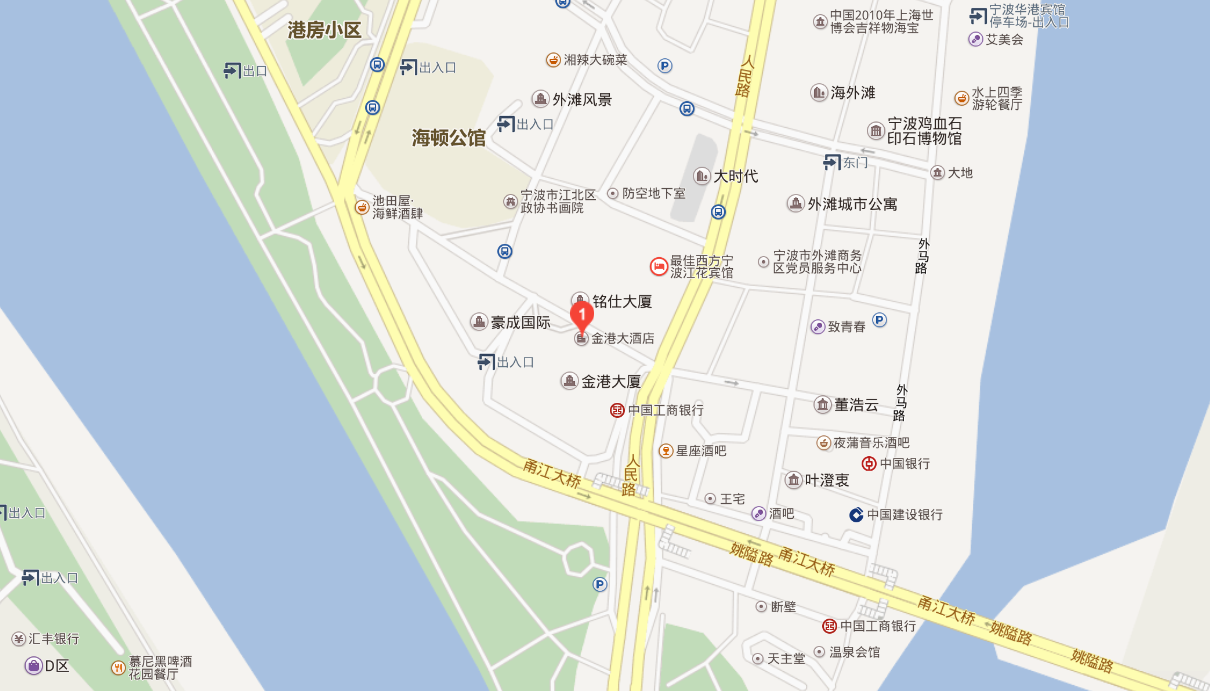 港房小区
中国2010年上海世
博会吉祥物海宝
宁波华港宾馆
停车场-出入口
艾美会
出口
出入口
湘辣大碗菜
P
人民路
海外滩
水上四季
游轮餐厅
外滩风景
出入口
海顿公馆
宁波鸡血石
印石博物馆
东门
大地
大时代
池田屋·
海鲜酒肆
宁波市江北区
政协书画院
防空地下室
外滩城市公寓
外马路
最佳西方宁
波江花宾馆
宁波市外滩商务
区党员服务中心
铭仕大厦
1
豪成国际
金港大酒店
致青春
P
出入口
金港大厦
中国工商银行
外马路
董浩云
夜蒲音乐酒吧
星座酒吧
中国银行
甬江大桥
人民路
叶澄衷
王宅
酒吧
中国建设银行
出入口
姚隘路
甬江大桥
出入口
P
断壁
甬江大桥
姚隘路
中国工商银行
汇丰银行
D区
慕尼黑啤酒
花园餐厅
天主堂
温泉会馆
姚隘路